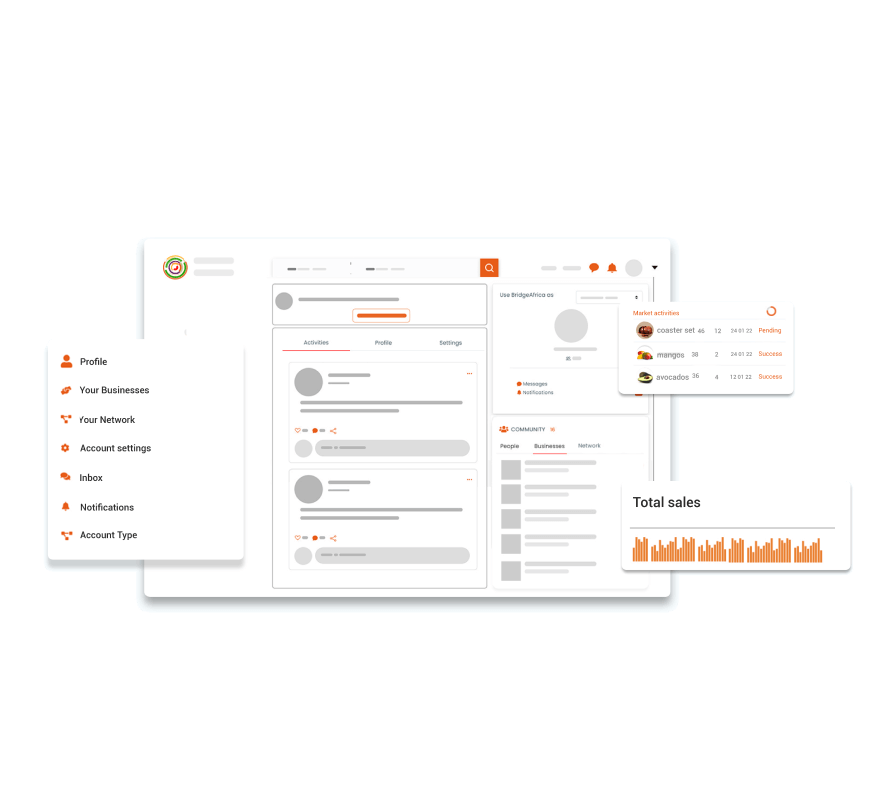 Use BridgeAfrica as
Market activities
coaster set 46 12 24 01 22 Pending
mangos 38 2 24 01 22 Success
avocados 36 4 12 01 22 Success
Activities Profile Settings
Messages
Notifications
Profile
Your Businesses
Your Network
Account settings
Inbox
Notifications
Account Type
COMMUNITY
People Businesses Network
Total sales